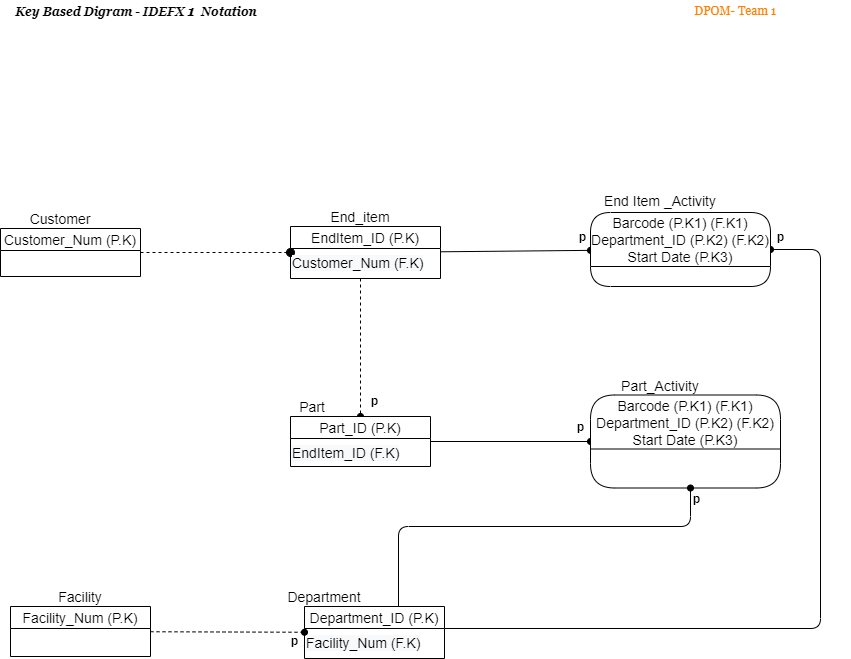 Key Based Digram - IDEFX 1 Notation
DPOM- Team 1
End Item _Activity
Barcode (P.K1) (F.K1)
Department_ID (P.K2) (F.K2)
Start Date (P.K3)
p
p
Customer
Customer_Num (P.K)
End_item
EndItem_ID (P.K)
Customer_Num (F.K)
p
Part
Part_ID (P.K)
EndItem_ID (F.K)
Part_Activity
Barcode (P.K1) (F.K1)
Department_ID (P.K2) (F.K2)
Start Date (P.K3)
p
p
Facility
Facility_Num (P.K)
Department
Department_ID (P.K)
Facility_Num (F.K)
p